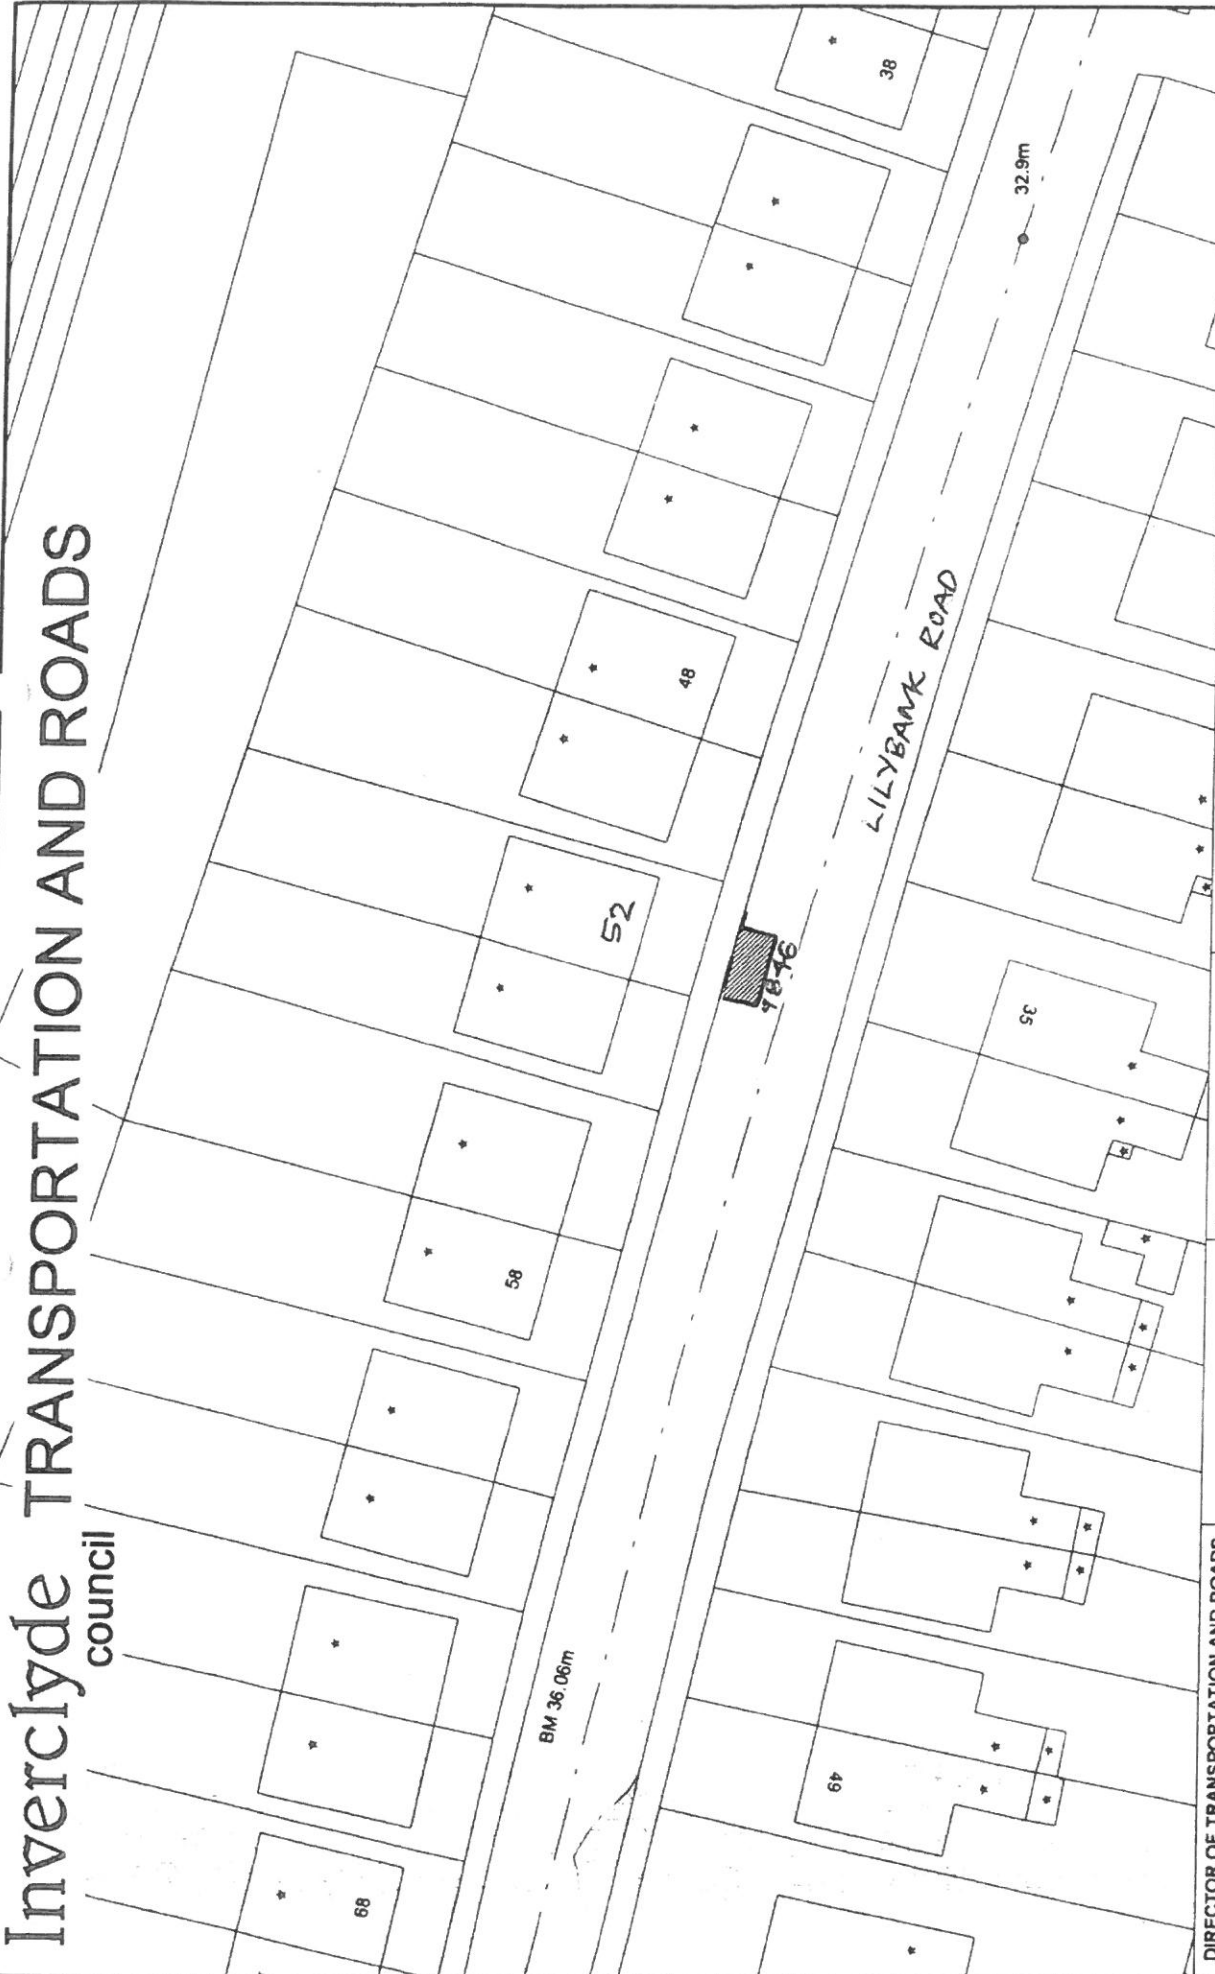 Inverclyde
council
TRANSPORTATION AND ROADS
68
58
52
48
38
BM 36.06m
LILYBANK ROAD
32.9m
49
35
DIRECTOR OF TRANSPORTATION AND ROADS